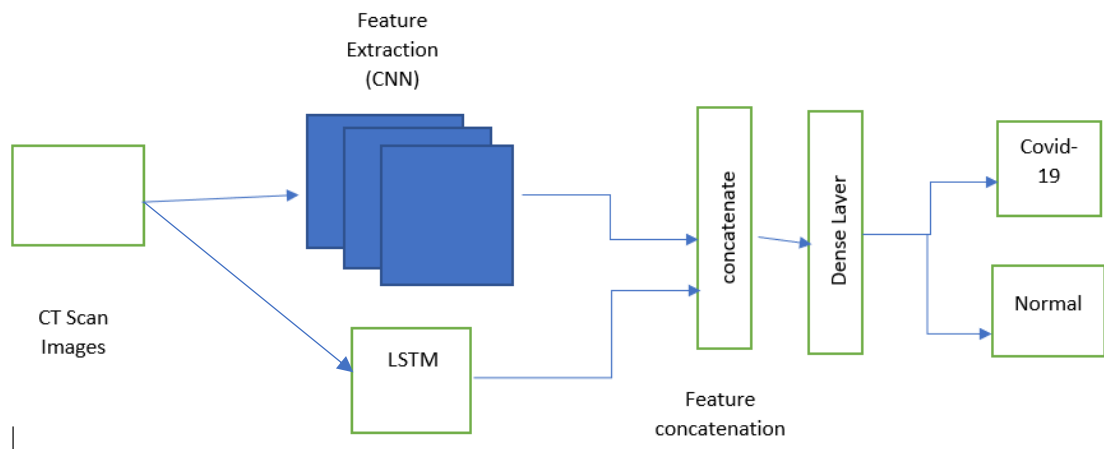 Feature
Extraction
(CNN)
CT Scan
Images
LSTM
concatenate
Feature
concatenation
Dense Layer
Covid-
19
Normal